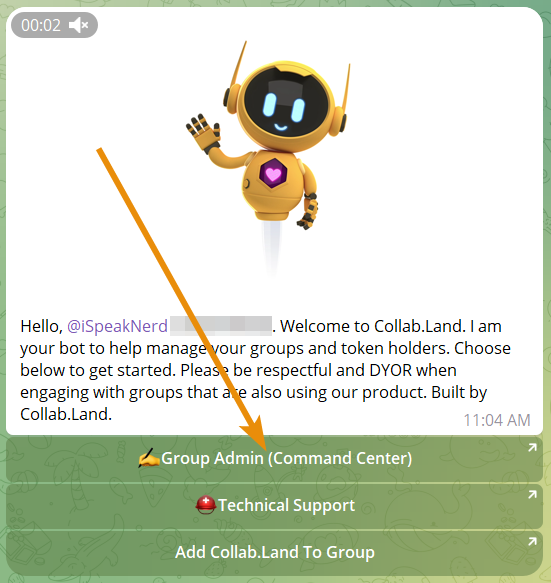 00:02
Hello, @iSpeakNerd . Welcome to Collab.Land. I am
your bot to help manage your groups and token holders. Choose
below to get started. Please be respectful and DYOR when
engaging with groups that are also using our product. Built by
Collab.Land.
11:04 AM
✍️Group Admin (Command Center)
⛑️Technical Support
Add Collab.Land To Group